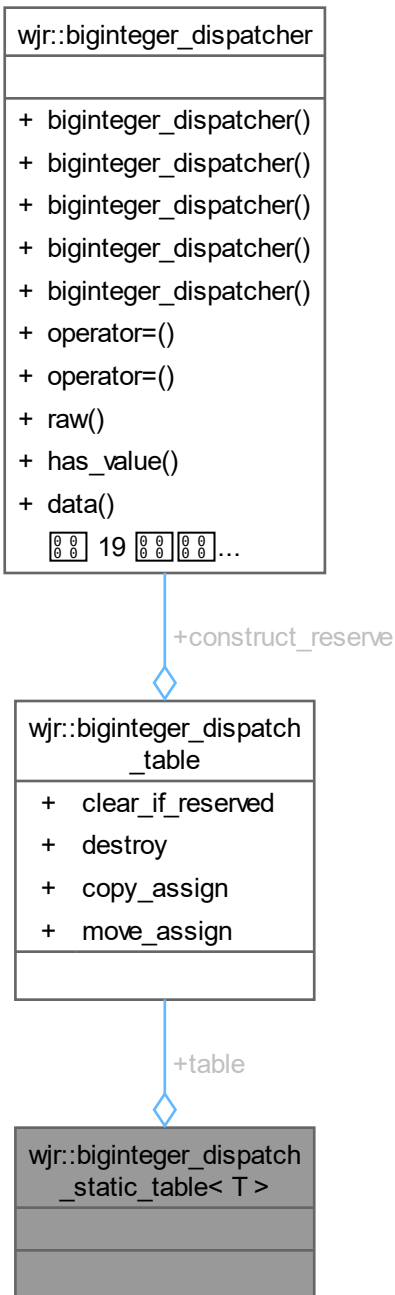 wjr::biginteger_dispatcher
+ biginteger_dispatcher()
+ biginteger_dispatcher()
+ biginteger_dispatcher()
+ biginteger_dispatcher()
+ biginteger_dispatcher()
+ operator=()
+ operator=()
+ raw()
+ has_value()
+ data()
19 ...
+construct_reserve
wjr::biginteger_dispatch
_table
+ clear_if_reserved
+ destroy
+ copy_assign
+ move_assign
+table
wjr::biginteger_dispatch
_static_table< T >